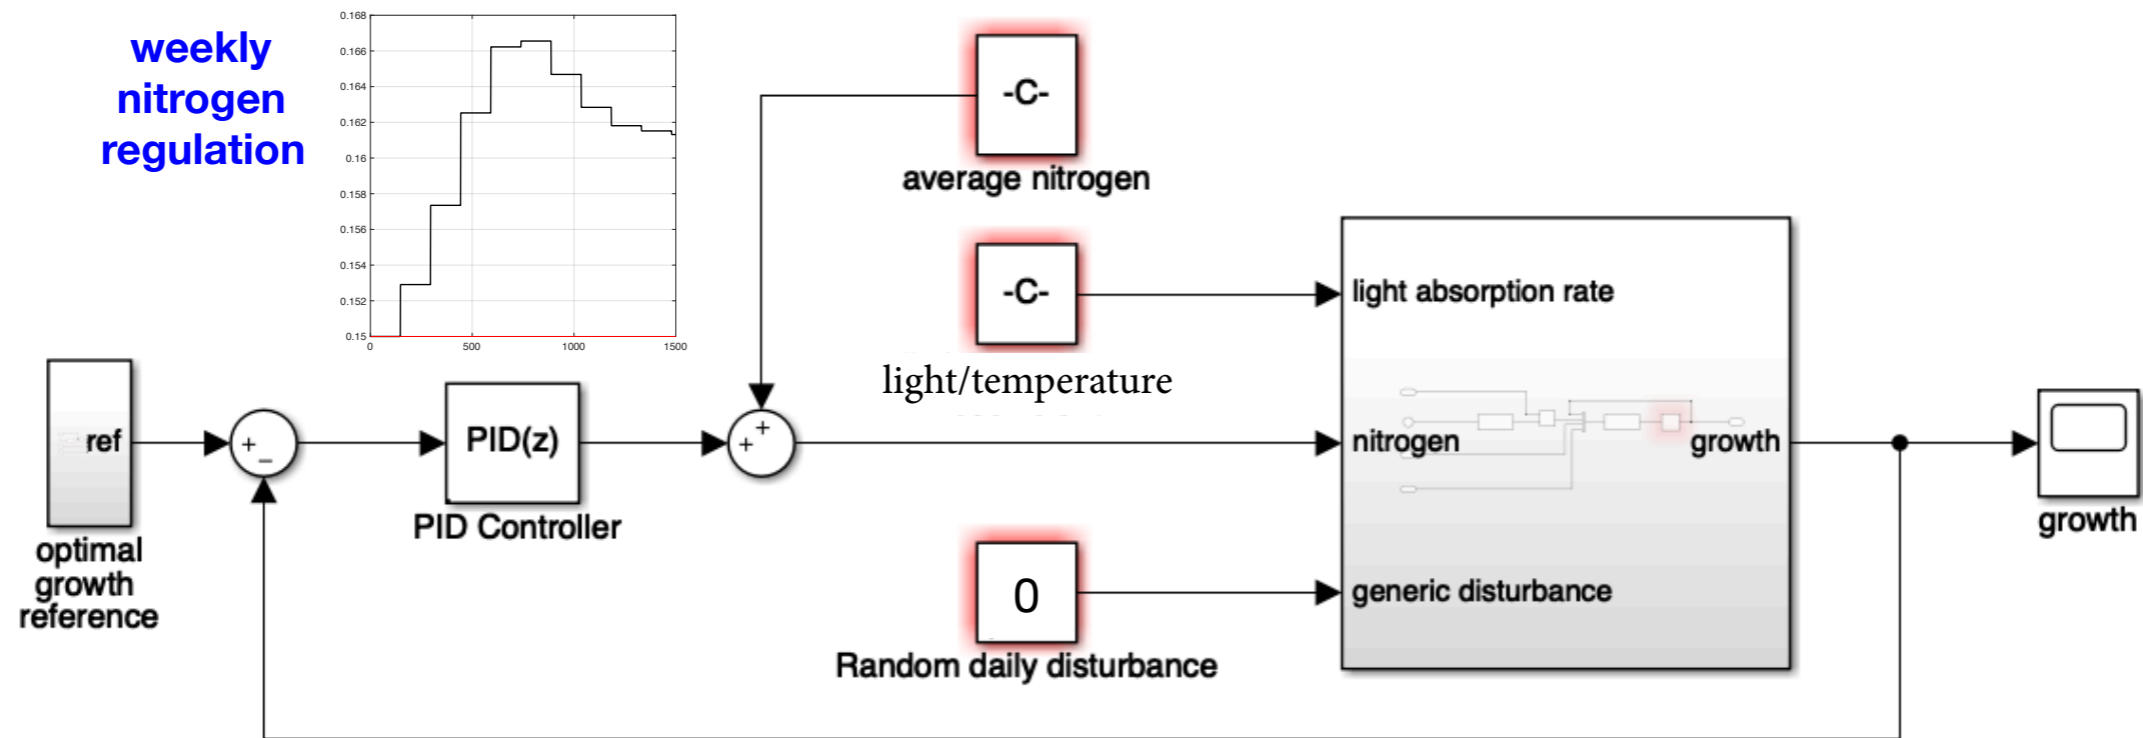 weekly
nitrogen
regulation
0.168
0.166
0.164
0.162
0.16
0.158
0.156
0.154
0.152
0.15
0
500
1000
1500
-C-
average nitrogen
-C-
light/temperature
light absorption rate
ref
+
−
PID(z)
+
+
nitrogen
growth
PID Controller
growth
optimal
growth
reference
0
generic disturbance
Random daily disturbance